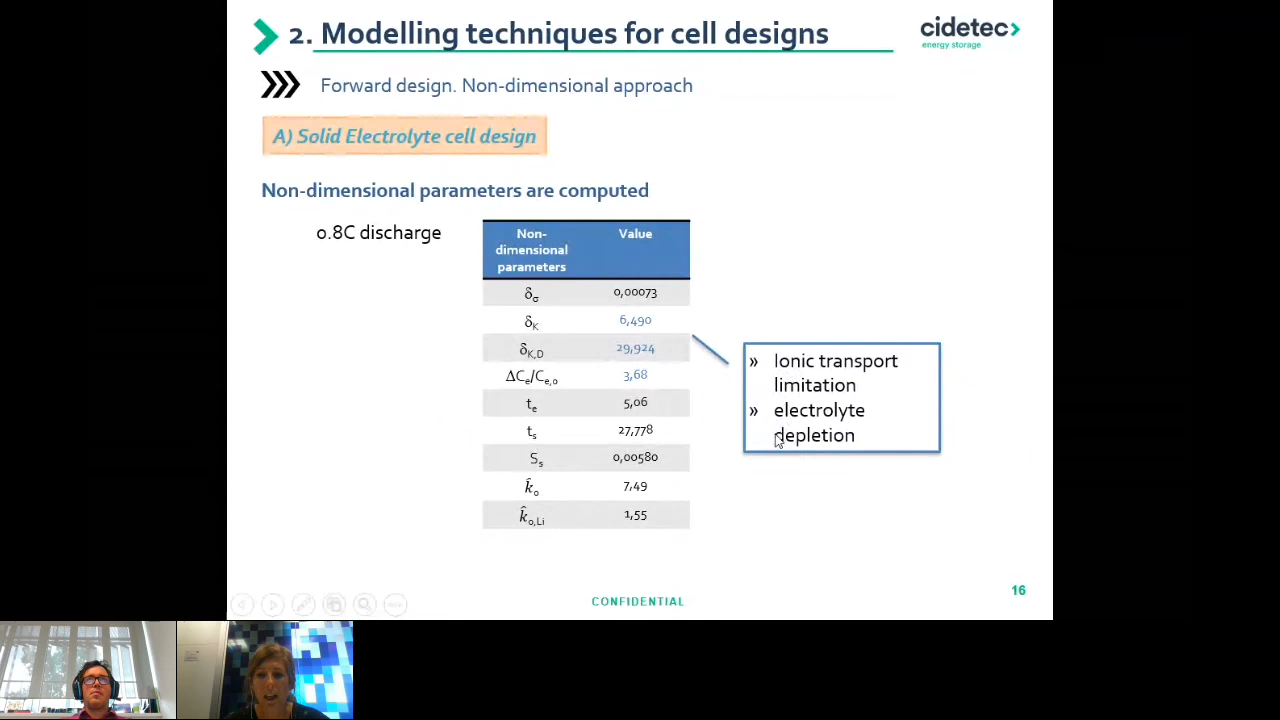 2. Modelling techniques for cell designs
cidetec
energy storage
Forward design. Non-dimensional approach
A) Solid Electrolyte cell design
Non-dimensional parameters are computed
0.8C discharge
Non-
dimensional
parameters
Value
δσ 0,00073
δK 6,490
δK,D 29,924
ΔCe/Ce,0 3,68
te 5,06
ts 27,778
Ss 0,00580
k̂0 7,49
k̂0,Li 1,55
» Ionic transport
limitation
» electrolyte
depletion
CONFIDENTIAL
16